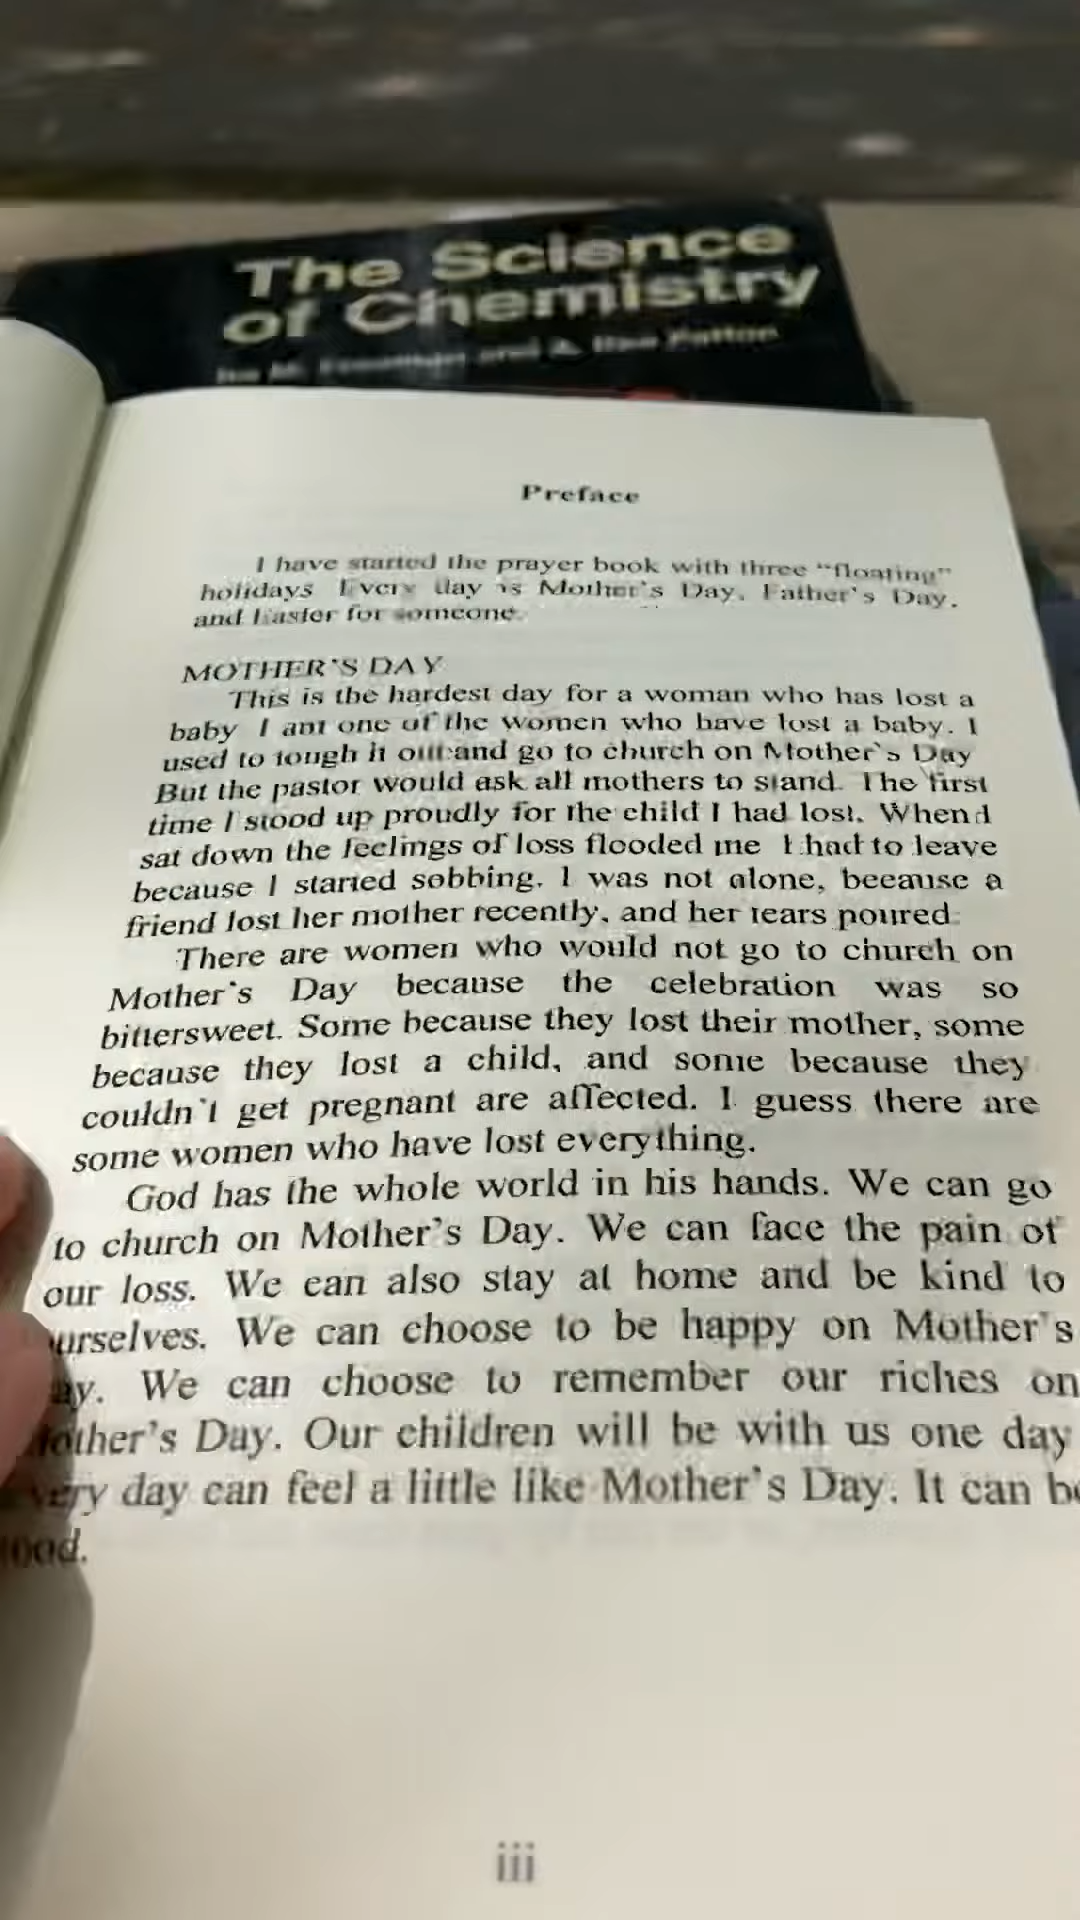 The Science
of Chemistry
Ira M. Freeman and A. Rae Patton
Preface
I have started the prayer book with three "floating"
holidays Every day is Mother's Day, Father's Day,
and Easter for someone.
MOTHER'S DAY
This is the hardest day for a woman who has lost a
baby I am one of the women who have lost a baby. I
used to tough it out and go to church on Mother's Day
But the pastor would ask all mothers to stand. The first
time I stood up proudly for the child I had lost. When I
sat down the feelings of loss flooded me I had to leave
because I started sobbing. I was not alone, because a
friend lost her mother recently, and her tears poured.
There are women who would not go to church on
Mother's Day because the celebration was so
bittersweet. Some because they lost their mother, some
because they lost a child, and some because they
couldn't get pregnant are affected. I guess there are
some women who have lost everything.
God has the whole world in his hands. We can go
to church on Mother's Day. We can face the pain of
our loss. We can also stay at home and be kind to
urselves. We can choose to be happy on Mother's
ay. We can choose to remember our riches on
other's Day. Our children will be with us one day
very day can feel a little like Mother's Day. It can be
ood.
iii